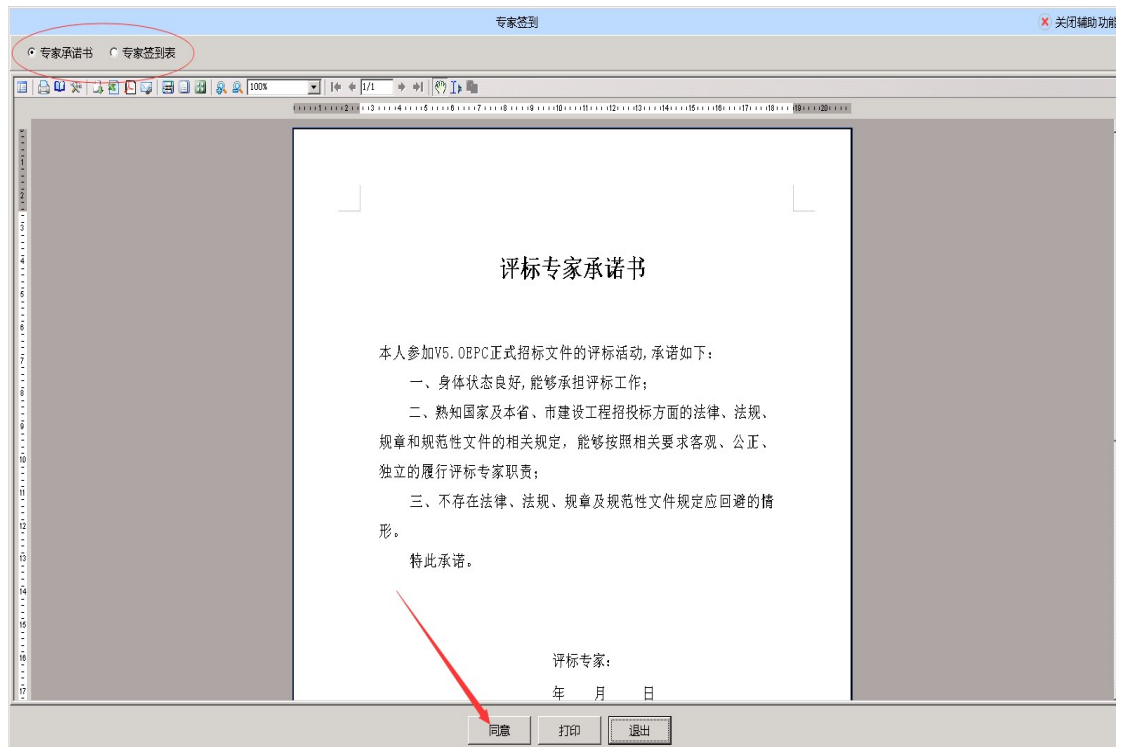 专家签到
关闭辅助功能
专家承诺书 专家签到表
100%
1/1
评标专家承诺书
本人参加V5.0EPC正式招标文件的评标活动,承诺如下:
一、身体状态良好,能够承担评标工作;
二、熟知国家及本省、市建设工程招投标方面的法律、法规、
规章和规范性文件的相关规定，能够按照相关要求客观、公正、
独立的履行评标专家职责;
三、不存在法律、法规、规章及规范性文件规定应回避的情
形。
特此承诺。
评标专家:
年 月 日
同意 打印 退出